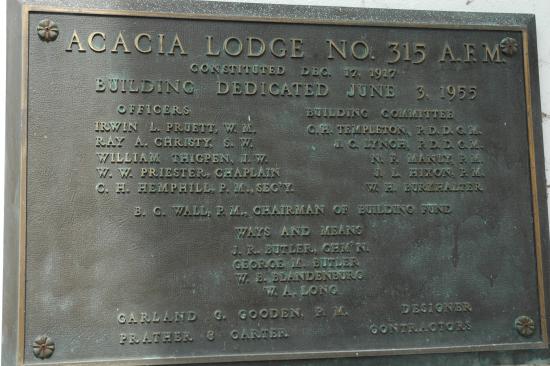 ACACIA LODGE NO. 315 A.F.M.
CONSTITUTED DEC. 17, 1927
BUILDING DEDICATED JUNE 3, 1955
OFFICERS
IRWIN L. PRUETT, W. M.
RAY A. CHRISTY, S. W.
WILLIAM THIGPEN, J. W.
W. W. PRIESTER, CHAPLAIN
C. H. HEMPHILL, P. M., SEC'Y.
BUILDING COMMITTEE
C. H. TEMPLETON, P. D. D. G. M.
J. C. LYNCH, P. D. D. G. M.
N. F. MANLY, P. M.
J. L. HIXON, P. M.
W. H. BURKHALTER
B. G. WALL, P. M., CHAIRMAN OF BUILDING FUND
WAYS AND MEANS
J. R. BUTLER, CHM'N.
GEORGE M. BUTLER
W. E. BLANDENBURG
W. A. LONG
GARLAND G. GOODEN, P. M. DESIGNER
PRATHER & CARTER CONTRACTORS